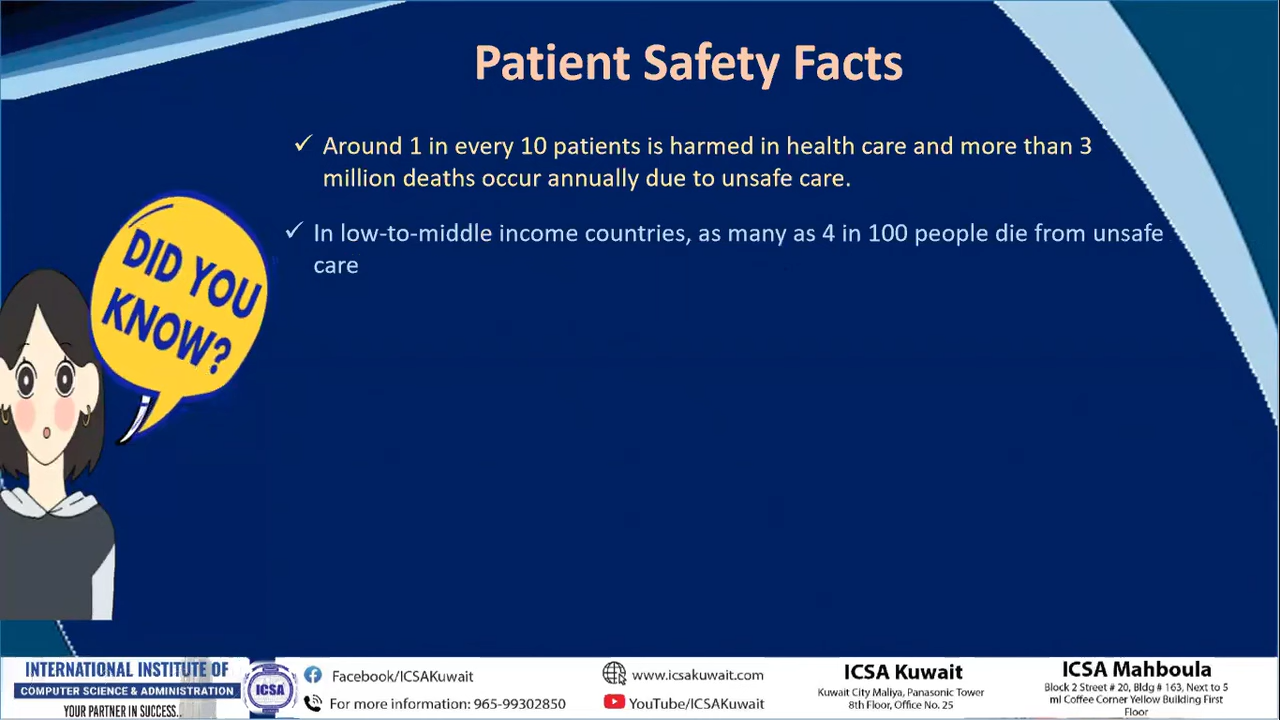 Patient Safety Facts
✓ Around 1 in every 10 patients is harmed in health care and more than 3
million deaths occur annually due to unsafe care.
✓ In low-to-middle income countries, as many as 4 in 100 people die from unsafe
care
DID YOU
KNOW?
INTERNATIONAL INSTITUTE OF
COMPUTER SCIENCE & ADMINISTRATION
YOUR PARTNER IN SUCCESS..
ICSA
Facebook/ICSAKuwait
For more information: 965-99302850
www.icsakuwait.com
YouTube/ICSAKuwait
ICSA Kuwait
Kuwait City Maliya, Panasonic Tower
8th Floor, Office No. 25
ICSA Mahboula
Block 2 Street # 20, Bldg # 163, Next to 5
ml Coffee Corner Yellow Building First
Floor